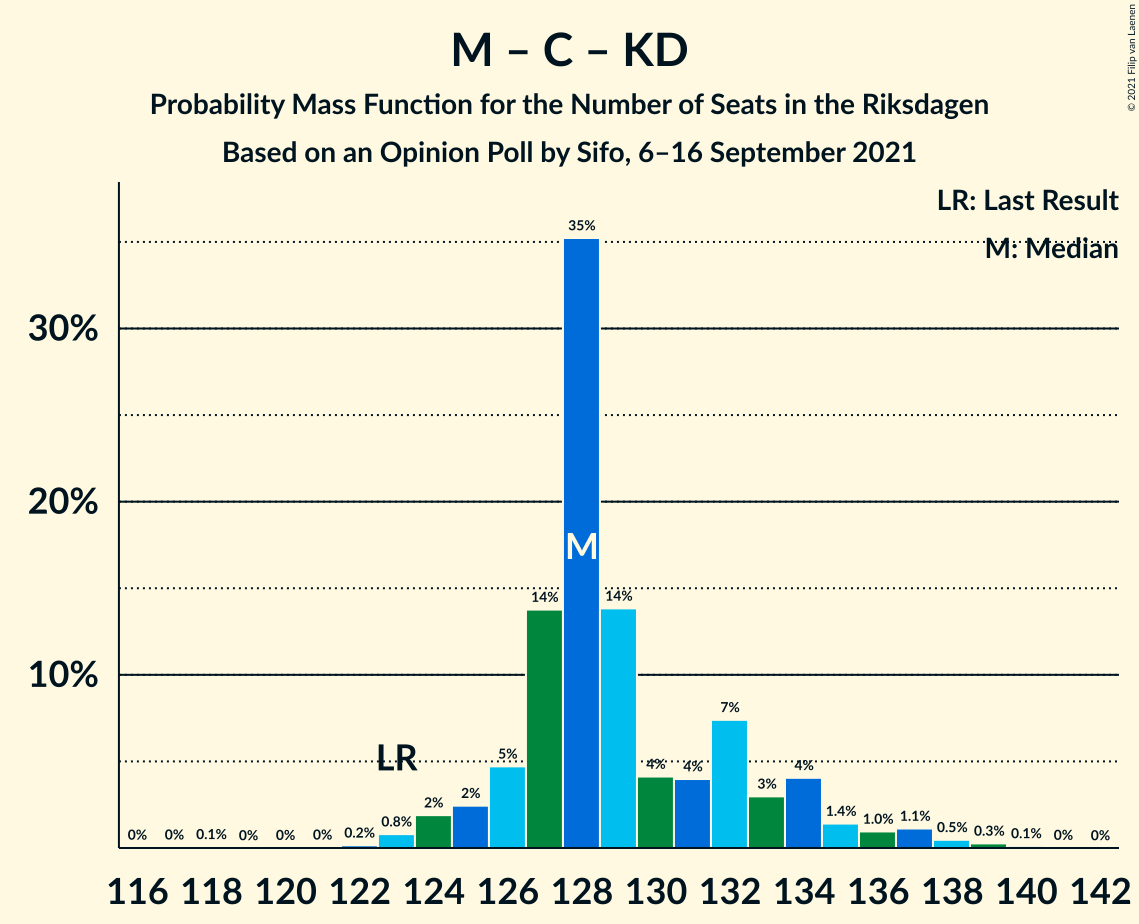 M – C – KD
Probability Mass Function for the Number of Seats in the Riksdagen
Based on an Opinion Poll by Sifo, 6–16 September 2021
© 2021 Filip van Laenen
LR: Last Result
M: Median
30%
20%
10%
0% 0% 0.1% 0% 0% 0% 0.2% 0.8% 2% 2% 5% 14% 35% 14% 4% 4% 7% 3% 4% 1.4% 1.0% 1.1% 0.5% 0.3% 0.1% 0% 0%
LR
M
116 118 120 122 124 126 128 130 132 134 136 138 140 142